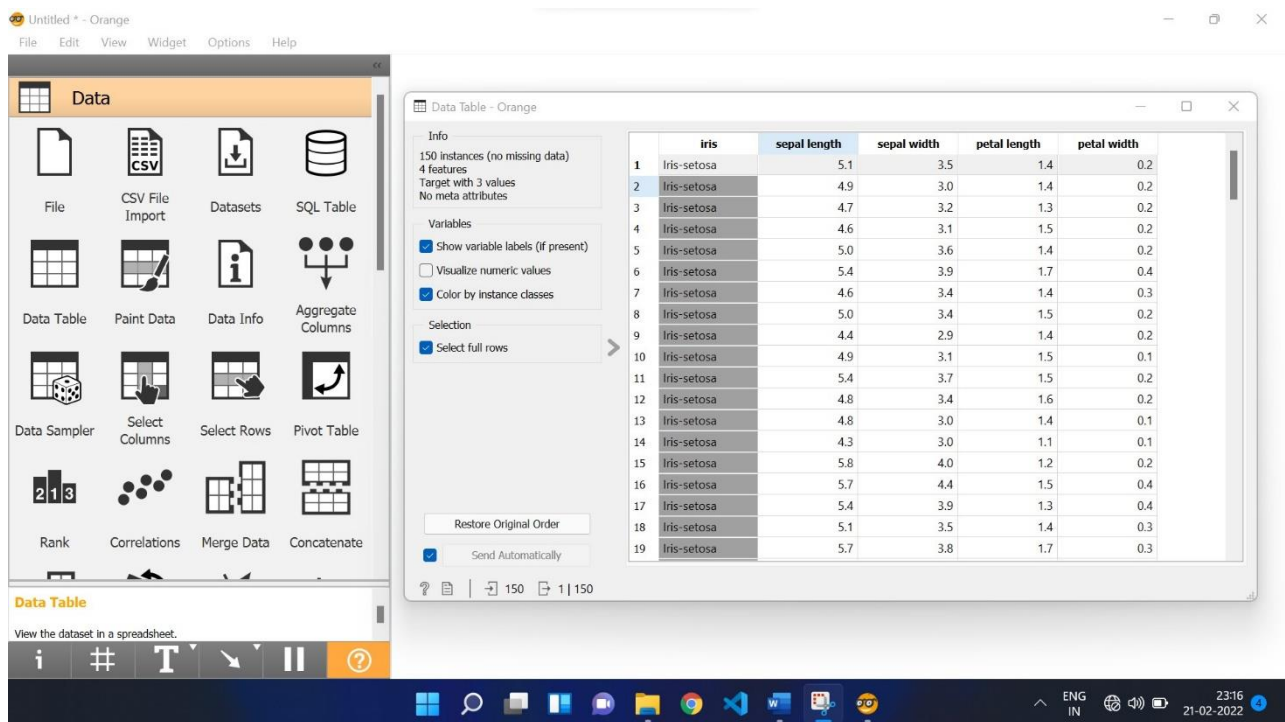 Untitled * - Orange
File Edit View Widget Options Help
Data
File
CSV
CSV File
Import
Datasets
SQL Table
Data Table
Paint Data
Data Info
Aggregate
Columns
Data Sampler
Select
Columns
Select Rows
Pivot Table
2 1 3
Rank
Correlations
Merge Data
Concatenate
Data Table
View the dataset in a spreadsheet.
Data Table - Orange
Info
150 instances (no missing data)
4 features
Target with 3 values
No meta attributes
Variables
Show variable labels (if present)
Visualize numeric values
Color by instance classes
Selection
Select full rows
Restore Original Order
Send Automatically
150 1 | 150
iris sepal length sepal width petal length petal width
1 Iris-setosa 5.1 3.5 1.4 0.2
2 Iris-setosa 4.9 3.0 1.4 0.2
3 Iris-setosa 4.7 3.2 1.3 0.2
4 Iris-setosa 4.6 3.1 1.5 0.2
5 Iris-setosa 5.0 3.6 1.4 0.2
6 Iris-setosa 5.4 3.9 1.7 0.4
7 Iris-setosa 4.6 3.4 1.4 0.3
8 Iris-setosa 5.0 3.4 1.5 0.2
9 Iris-setosa 4.4 2.9 1.4 0.2
10 Iris-setosa 4.9 3.1 1.5 0.1
11 Iris-setosa 5.4 3.7 1.5 0.2
12 Iris-setosa 4.8 3.4 1.6 0.2
13 Iris-setosa 4.8 3.0 1.4 0.1
14 Iris-setosa 4.3 3.0 1.1 0.1
15 Iris-setosa 5.8 4.0 1.2 0.2
16 Iris-setosa 5.7 4.4 1.5 0.4
17 Iris-setosa 5.4 3.9 1.3 0.4
18 Iris-setosa 5.1 3.5 1.4 0.3
19 Iris-setosa 5.7 3.8 1.7 0.3
ENG
IN
23:16
21-02-2022
4